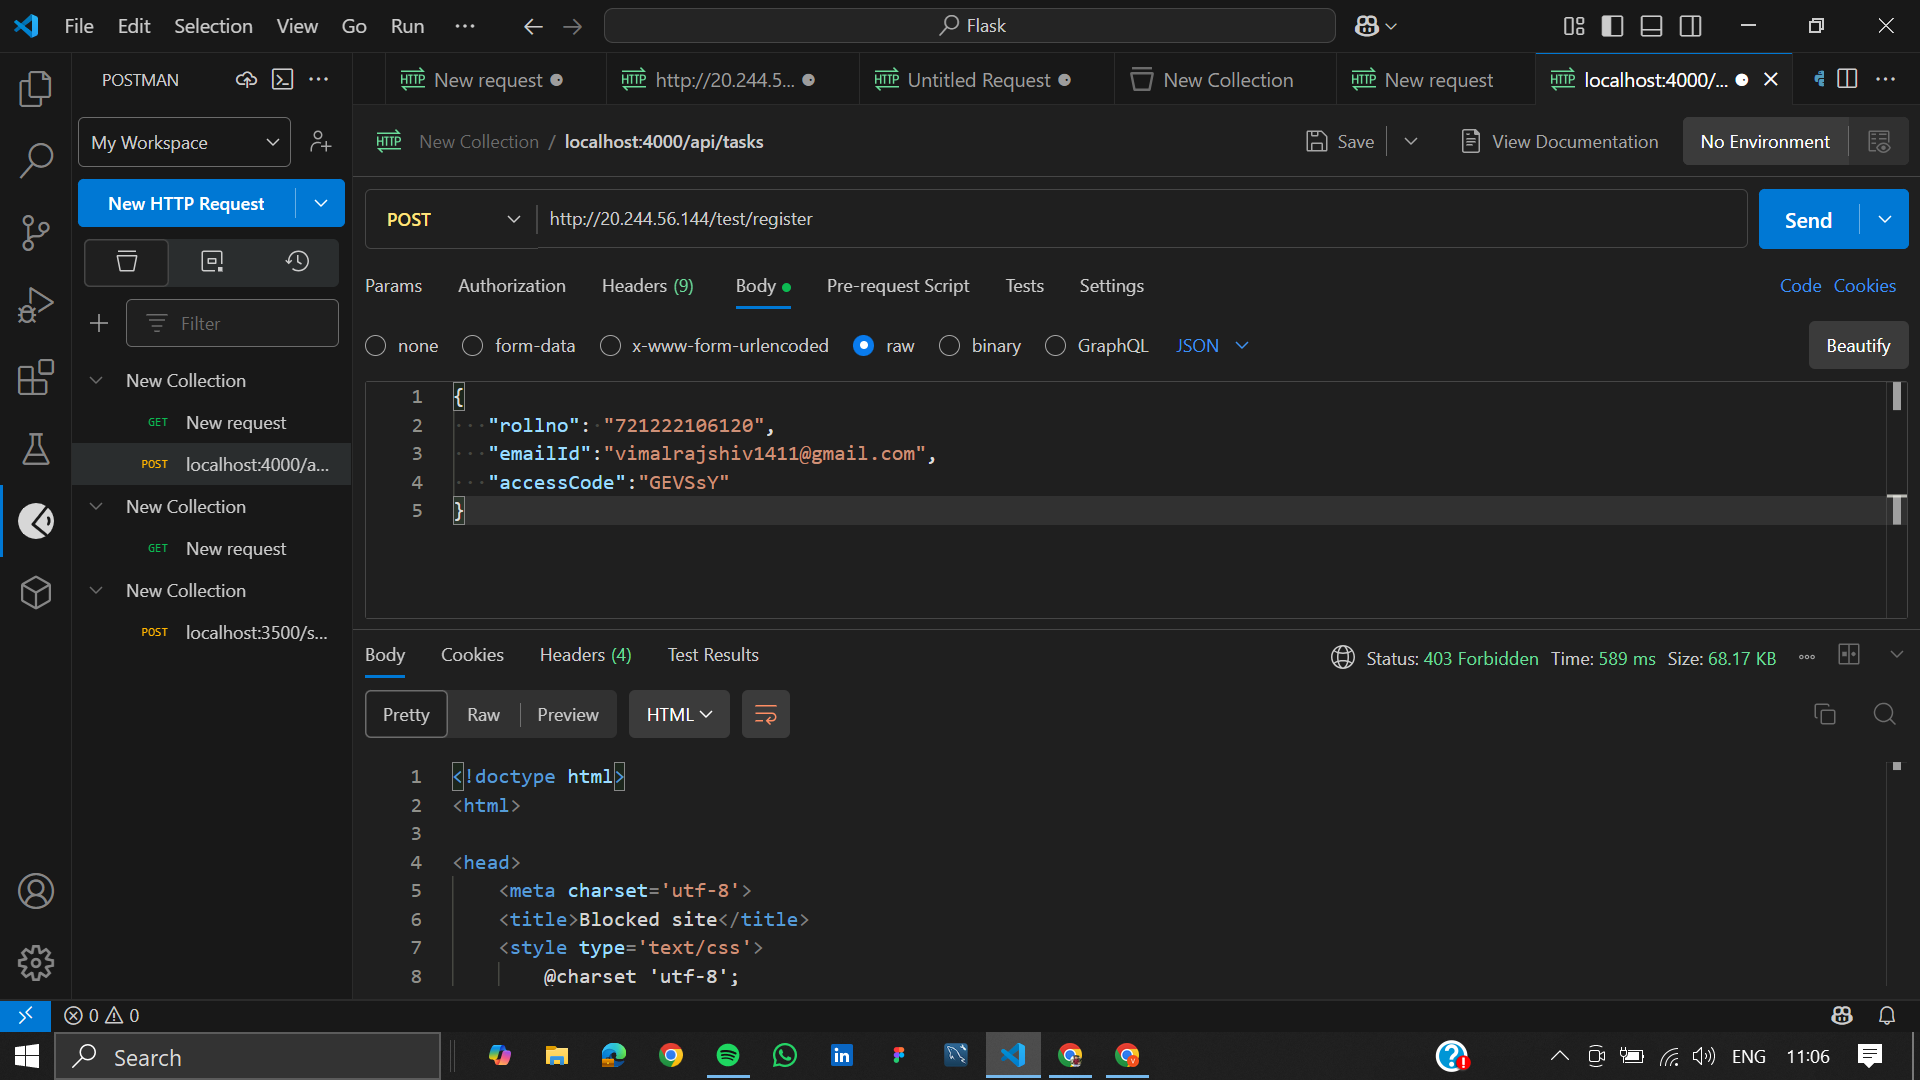 File Edit Selection View Go Run ··· Flask
POSTMAN
New request
http://20.244.5...
Untitled Request
New Collection
New request
localhost:4000/...
My Workspace
New Collection / localhost:4000/api/tasks
Save
View Documentation
No Environment
New HTTP Request
POST
http://20.244.56.144/test/register
Send
Params Authorization Headers (9) Body Pre-request Script Tests Settings Code Cookies
Filter
none form-data x-www-form-urlencoded raw binary GraphQL JSON Beautify
New Collection
GET New request
POST localhost:4000/a...
New Collection
GET New request
New Collection
POST localhost:3500/s...
1 {
2 ···"rollno":·"721222106120",
3 ···"emailId":"vimalrajshiv1411@gmail.com",
4 ···"accessCode":"GEVSsY"
5 }
Body Cookies Headers (4) Test Results Status: 403 Forbidden Time: 589 ms Size: 68.17 KB
Pretty Raw Preview HTML
1 <!doctype html>
2 <html>
3
4 <head>
5 <meta charset='utf-8'>
6 <title>Blocked site</title>
7 <style type='text/css'>
8 @charset 'utf-8';
0 0
Search ENG 11:06